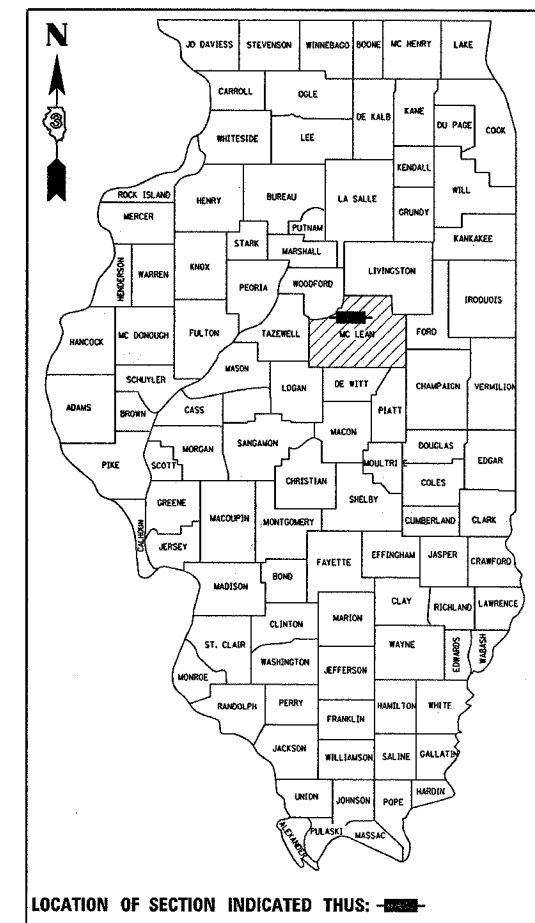 N
JO DAVIESS STEVENSON WINNEBAGO BOONE MC HENRY LAKE
CARROLL OGLE
DE KALB KANE DU PAGE COOK
WHITESIDE LEE
KENDALL WILL
ROCK ISLAND HENRY BUREAU LA SALLE GRUNDY
MERCER PUTNAM
KANKAKEE
STARK MARSHALL
HENDERSON WARREN KNOX PEORIA WOODFORD LIVINGSTON IROQUOIS
HANCOCK MC DONOUGH FULTON TAZEWELL MC LEAN FORD
MASON
SCHUYLER LOGAN DE WITT CHAMPAIGN VERMILION
ADAMS BROWN CASS PIATT
MACON
MORGAN SANGAMON DOUGLAS
PIKE SCOTT CHRISTIAN MOULTRIE EDGAR
COLES
GREENE MACOUPIN SHELBY
MONTGOMERY CUMBERLAND CLARK
CALHOUN JERSEY
FAYETTE EFFINGHAM JASPER CRAWFORD
MADISON BOND
CLAY RICHLAND LAWRENCE
CLINTON MARION
ST. CLAIR WAYNE EDWARDS WABASH
WASHINGTON JEFFERSON
MONROE
RANDOLPH PERRY HAMILTON WHITE
FRANKLIN
JACKSON WILLIAMSON SALINE GALLATIN
UNION JOHNSON POPE HARDIN
ALEXANDER PULASKI MASSAC
LOCATION OF SECTION INDICATED THUS: